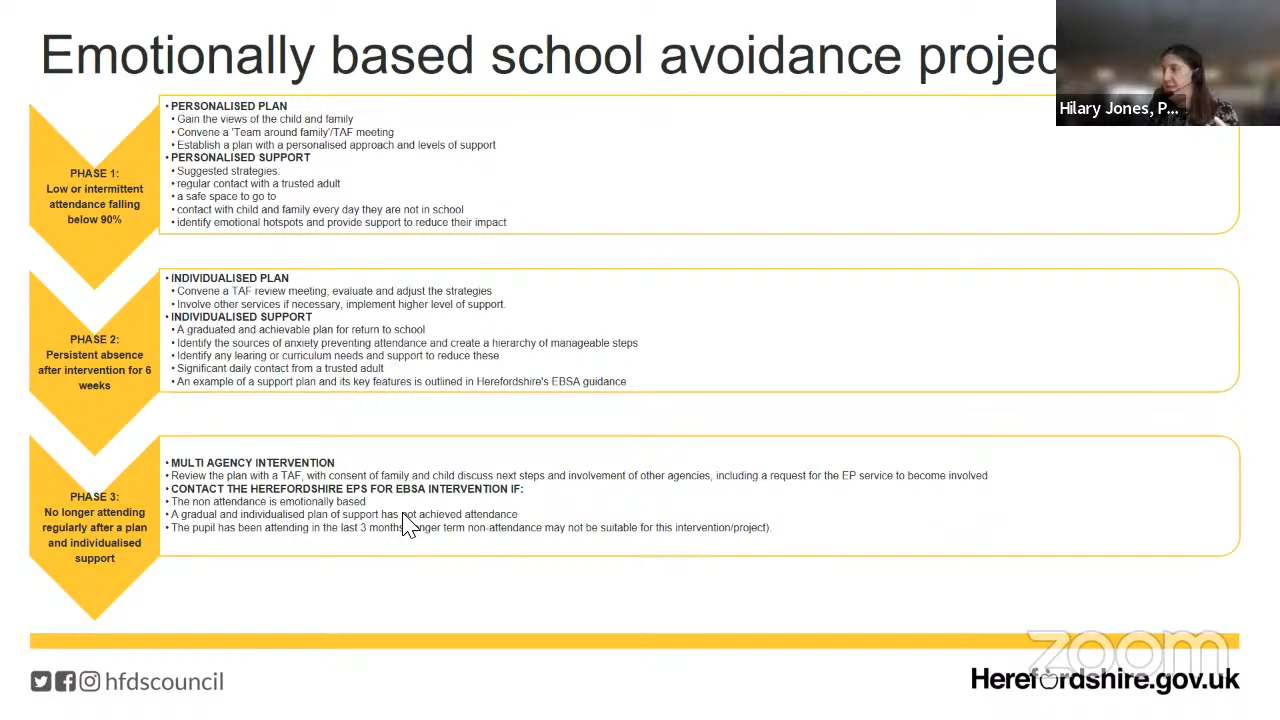 Emotionally based school avoidance projec
Hilary Jones, P...
PHASE 1:
Low or intermittent
attendance falling
below 90%
• PERSONALISED PLAN
• Gain the views of the child and family
• Convene a 'Team around family'/TAF meeting
• Establish a plan with a personalised approach and levels of support
• PERSONALISED SUPPORT
• Suggested strategies.
• regular contact with a trusted adult
• a safe space to go to
• contact with child and family every day they are not in school
• identify emotional hotspots and provide support to reduce their impact
PHASE 2:
Persistent absence
after intervention for 6
weeks
• INDIVIDUALISED PLAN
• Convene a TAF review meeting, evaluate and adjust the strategies
• Involve other services if necessary, implement higher level of support.
• INDIVIDUALISED SUPPORT
• A graduated and achievable plan for return to school
• Identify the sources of anxiety preventing attendance and create a hierarchy of manageable steps
• Identify any learing or curriculum needs and support to reduce these
• Significant daily contact from a trusted adult
• An example of a support plan and its key features is outlined in Herefordshire's EBSA guidance
PHASE 3:
No longer attending
regularly after a plan
and individualised
support
• MULTI AGENCY INTERVENTION
• Review the plan with a TAF, with consent of family and child discuss next steps and involvement of other agencies, including a request for the EP service to become involved
• CONTACT THE HEREFORDSHIRE EPS FOR EBSA INTERVENTION IF:
• The non attendance is emotionally based
• A gradual and individualised plan of support has not achieved attendance
• The pupil has been attending in the last 3 months term non-attendance may not be suitable for this intervention/project).
zoom
hfdscouncil
Herefordshire.gov.uk